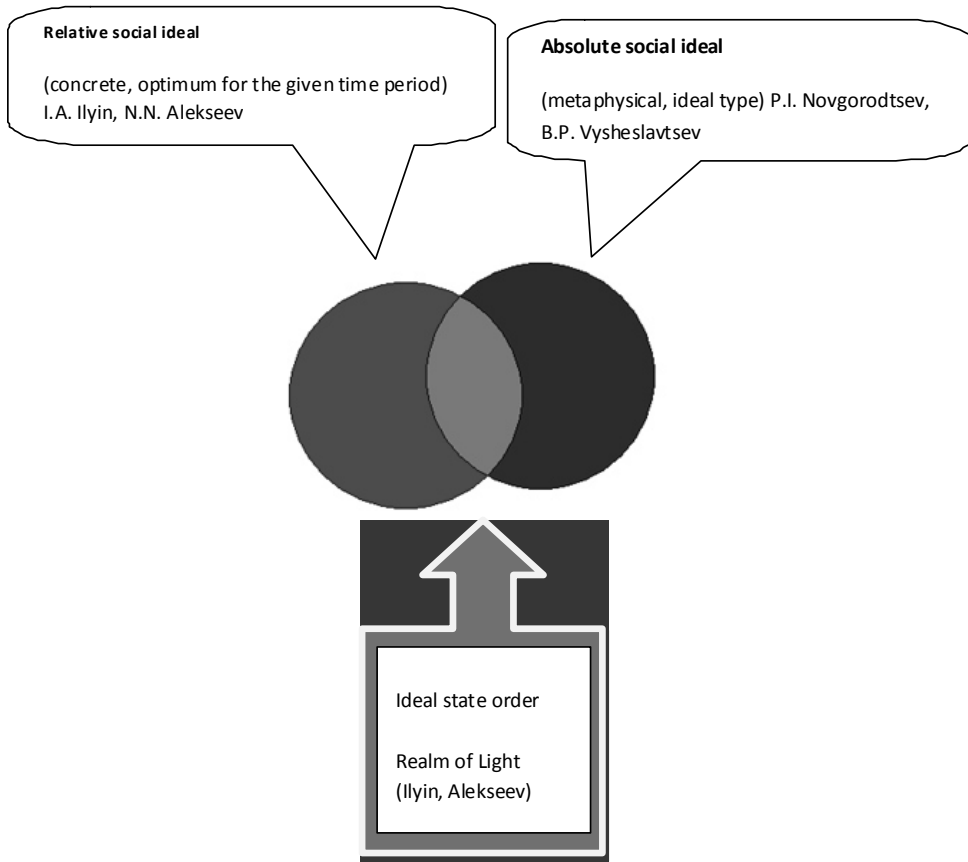 Relative social ideal
(concrete, optimum for the given time period)
I.A. Ilyin, N.N. Alekseev
Absolute social ideal
(metaphysical, ideal type) P.I. Novgorodtsev,
B.P. Vysheslavtsev
Ideal state order
Realm of Light
(Ilyin, Alekseev)